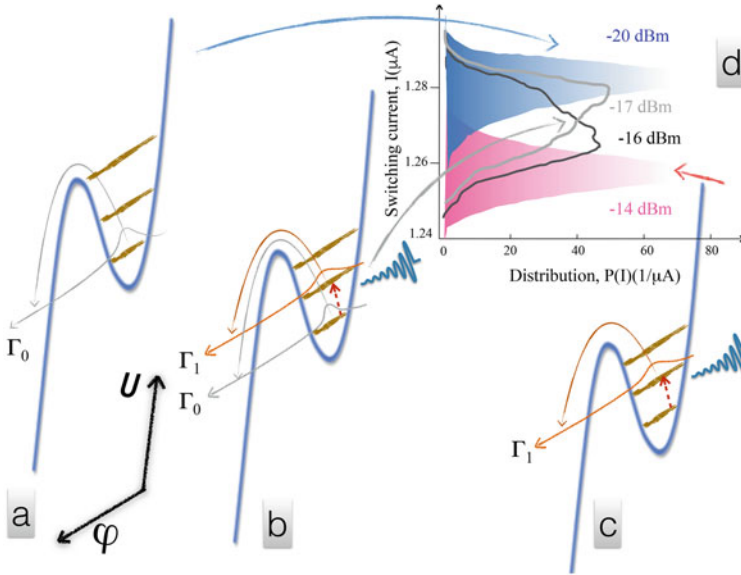 -20 dBm
d
Switching current, I(μA)
1.28
1.26
1.24
-17 dBm
-16 dBm
-14 dBm
0
20
40
60
80
Distribution, P(I)(1/μA)
Γ0
Γ1
Γ0
Γ1
U
φ
a
b
c